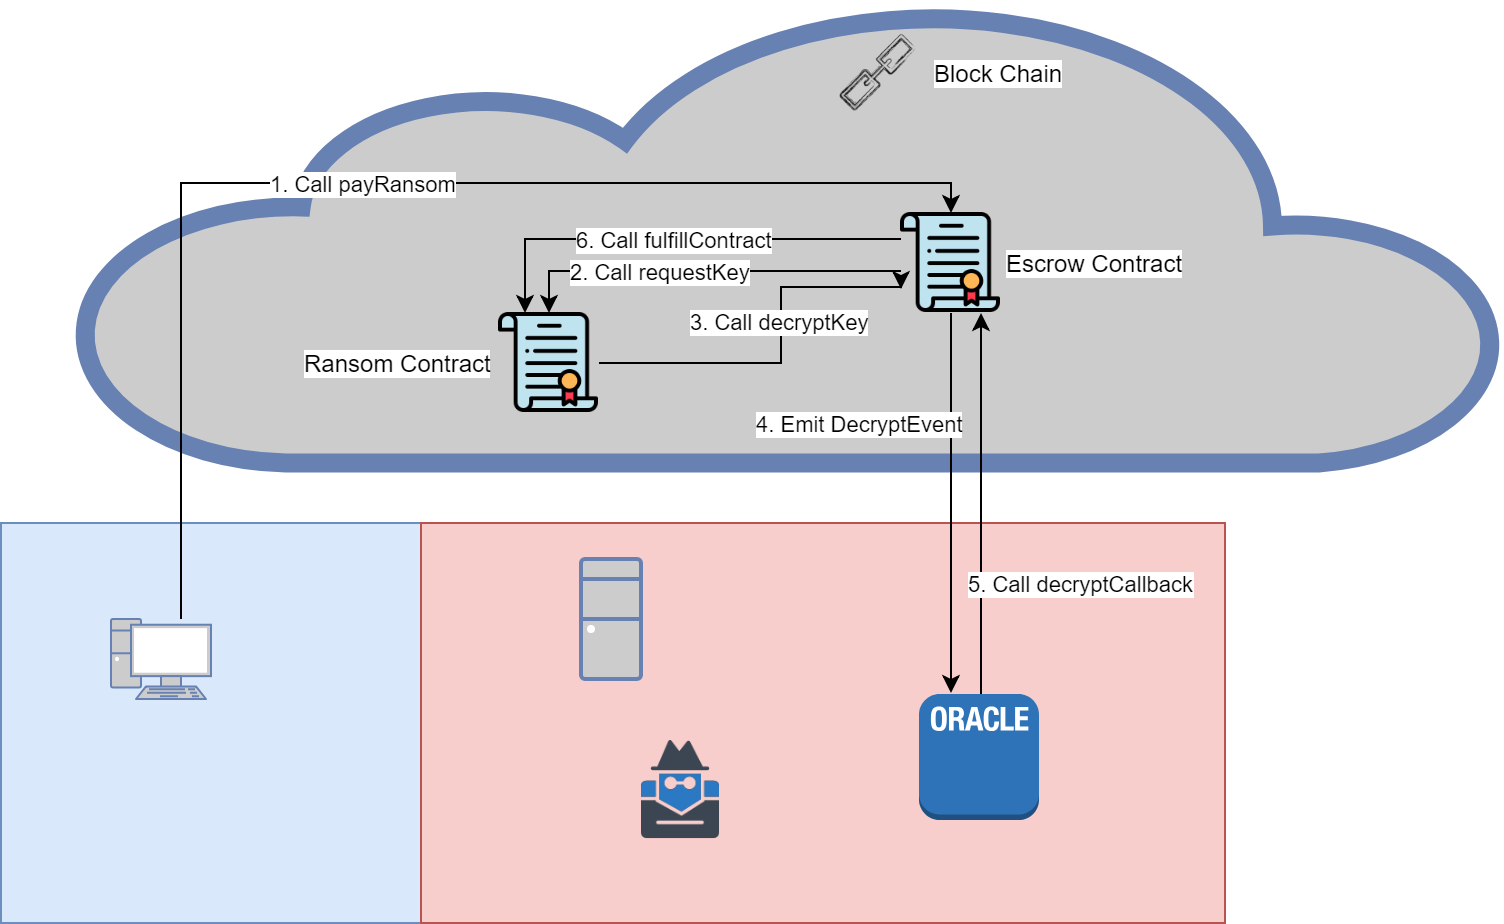 Block Chain
1. Call payRansom
6. Call fulfillContract
Escrow Contract
2. Call requestKey
3. Call decryptKey
Ransom Contract
4. Emit DecryptEvent
5. Call decryptCallback
ORACLE